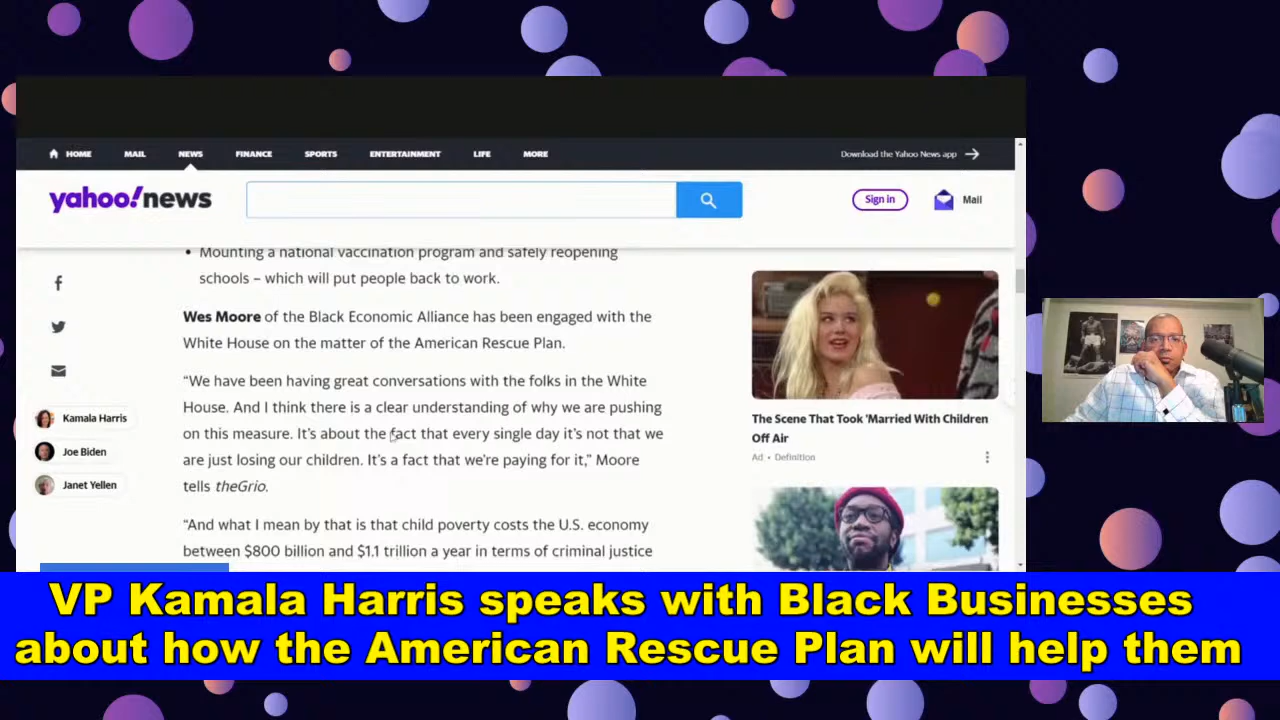 HOME MAIL NEWS FINANCE SPORTS ENTERTAINMENT LIFE MORE Download the Yahoo News app
yahoo!news
Sign in Mail
• Mounting a national vaccination program and safely reopening
schools – which will put people back to work.
Wes Moore of the Black Economic Alliance has been engaged with the
White House on the matter of the American Rescue Plan.
“We have been having great conversations with the folks in the White
House. And I think there is a clear understanding of why we are pushing
on this measure. It’s about the fact that every single day it’s not that we
are just losing our children. It’s a fact that we’re paying for it,” Moore
tells theGrio.
“And what I mean by that is that child poverty costs the U.S. economy
between $800 billion and $1.1 trillion a year in terms of criminal justice
Kamala Harris
Joe Biden
Janet Yellen
The Scene That Took 'Married With Children
Off Air
Ad • Definition
VP Kamala Harris speaks with Black Businesses
about how the American Rescue Plan will help them